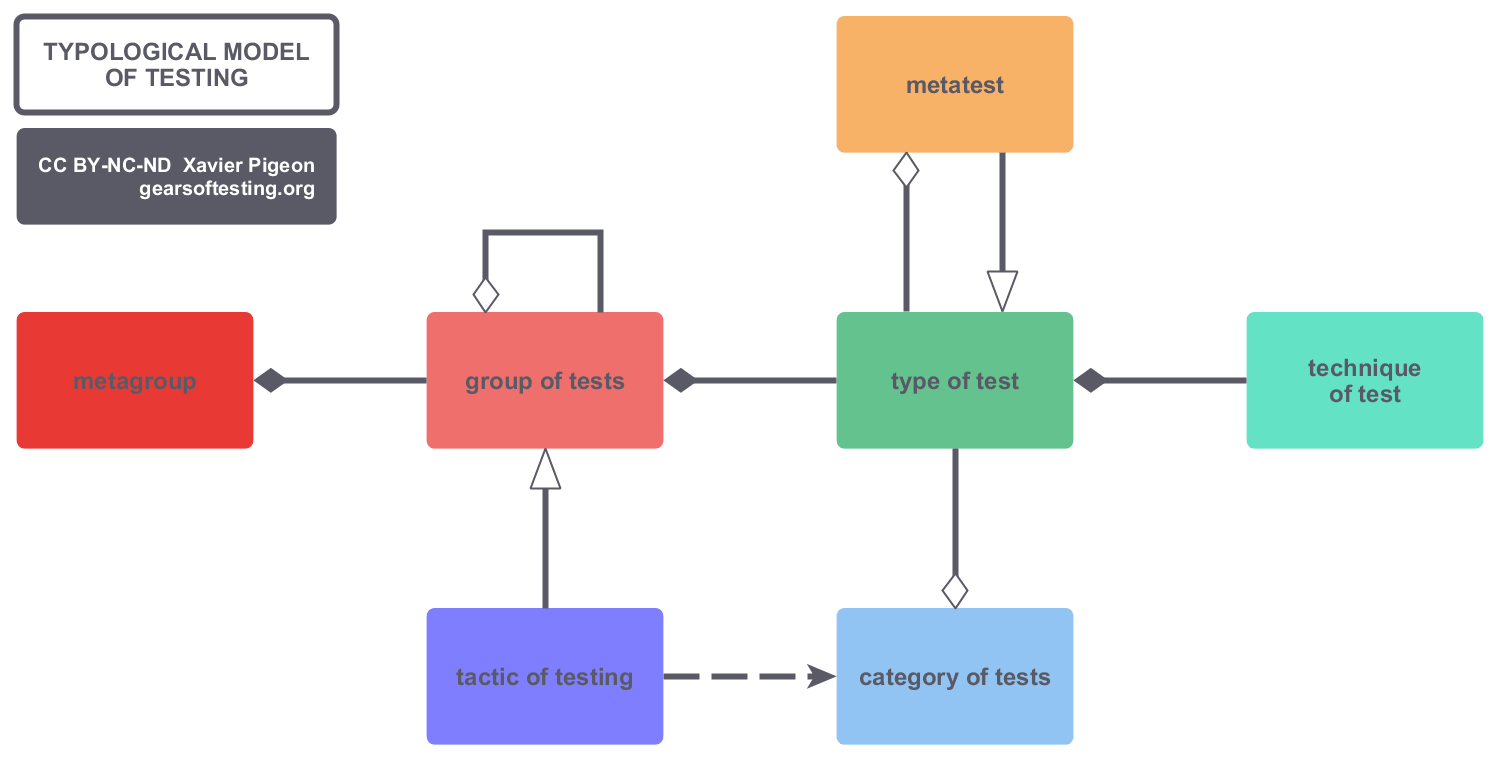 TYPOLOGICAL MODEL
OF TESTING
CC BY-NC-ND  Xavier Pigeon
gearsoftesting.org
metatest
metagroup
group of tests
type of test
technique
of test
tactic of testing
category of tests